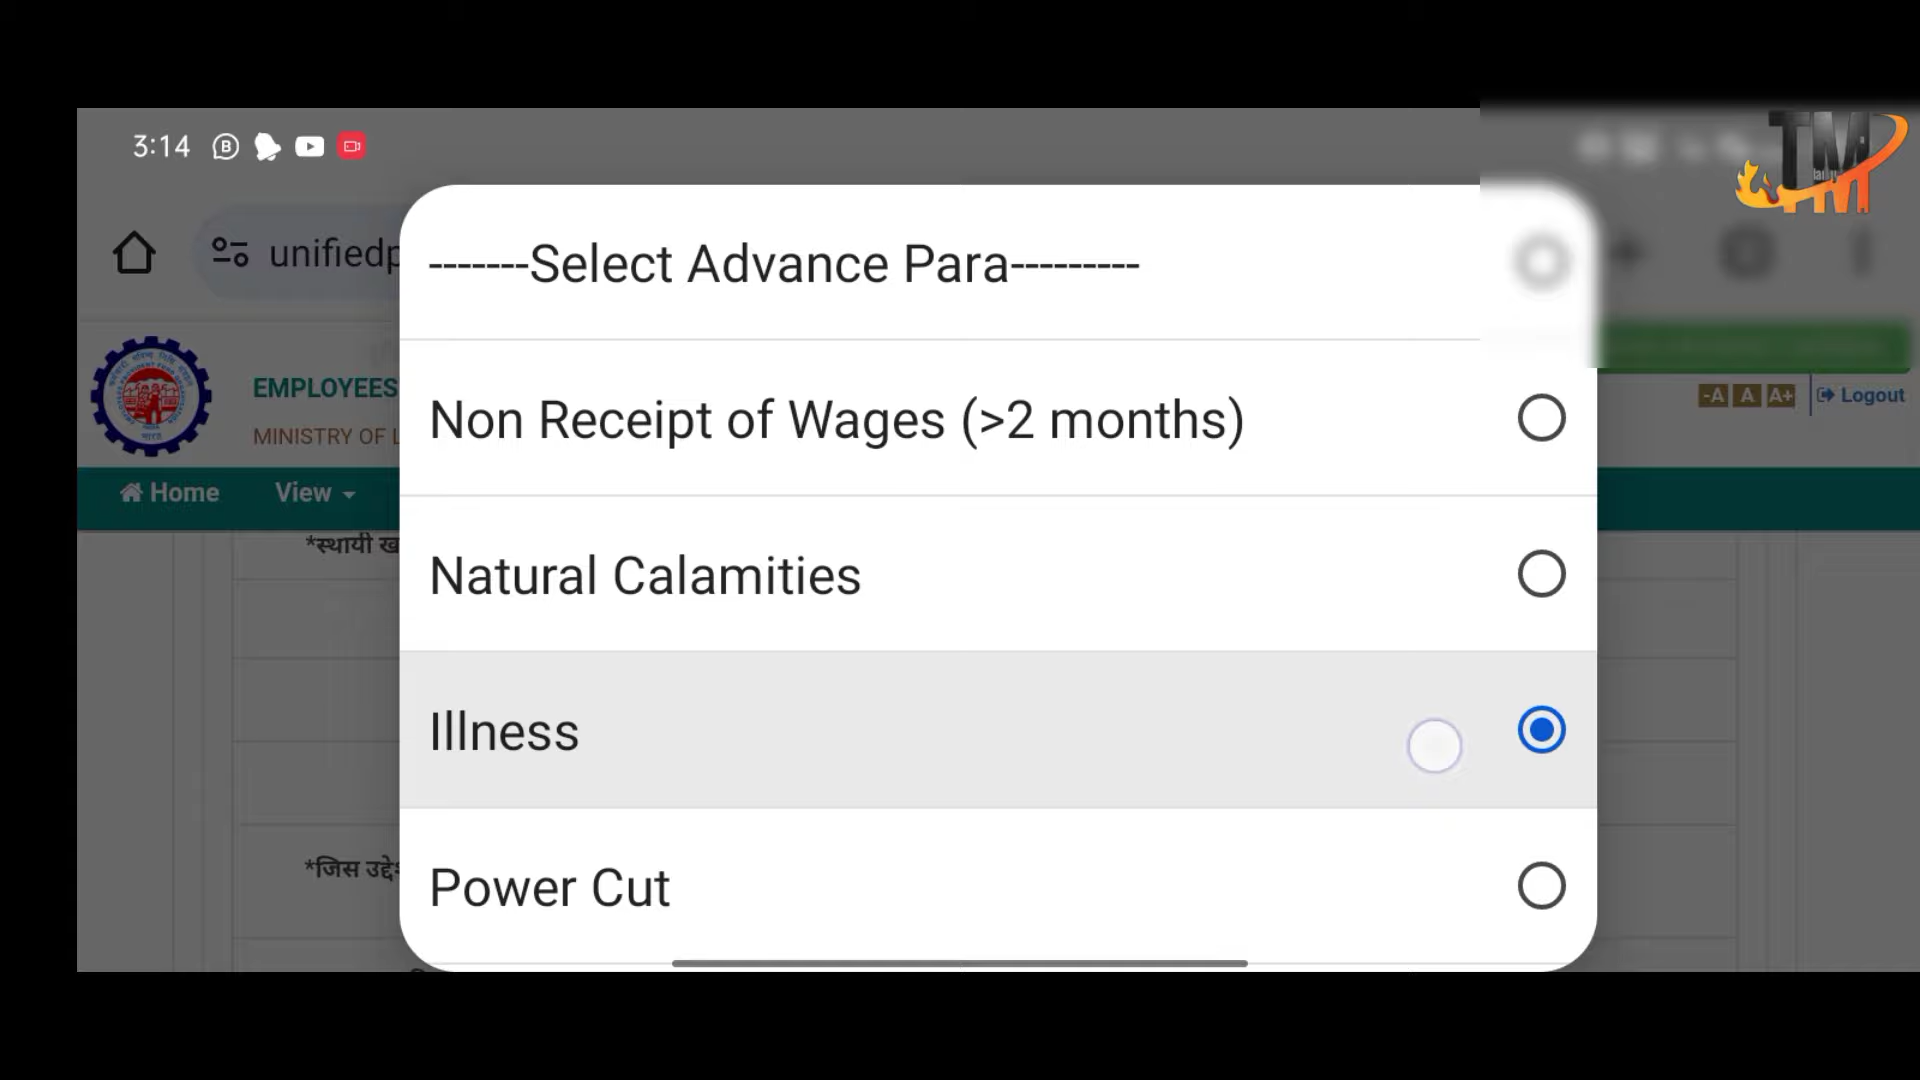 3:14
unifiedp
-------Select Advance Para---------
EMPLOYEES
MINISTRY OF L
-A A A+ Logout
Non Receipt of Wages (>2 months)
Home View
*स्थायी ख
Natural Calamities
Illness
*जिस उद्दे
Power Cut
TM